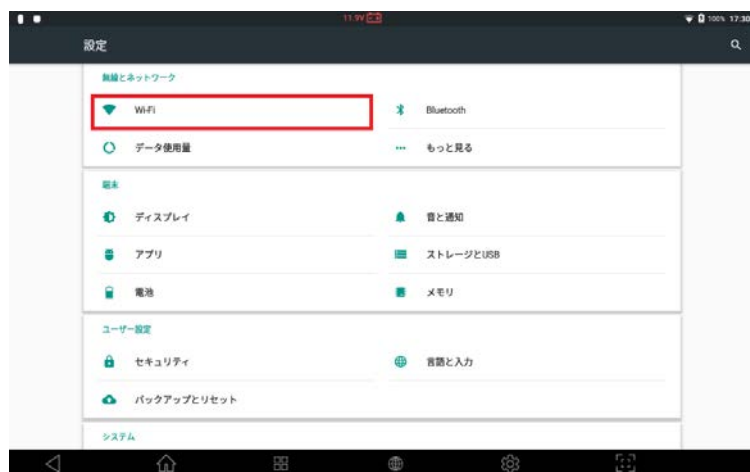 11.9V
100% 17:30
設定
無線とネットワーク
Wi-Fi
Bluetooth
データ使用量
もっと見る
端末
ディスプレイ
音と通知
アプリ
ストレージとUSB
電池
メモリ
ユーザー設定
セキュリティ
言語と入力
バックアップとリセット
システム